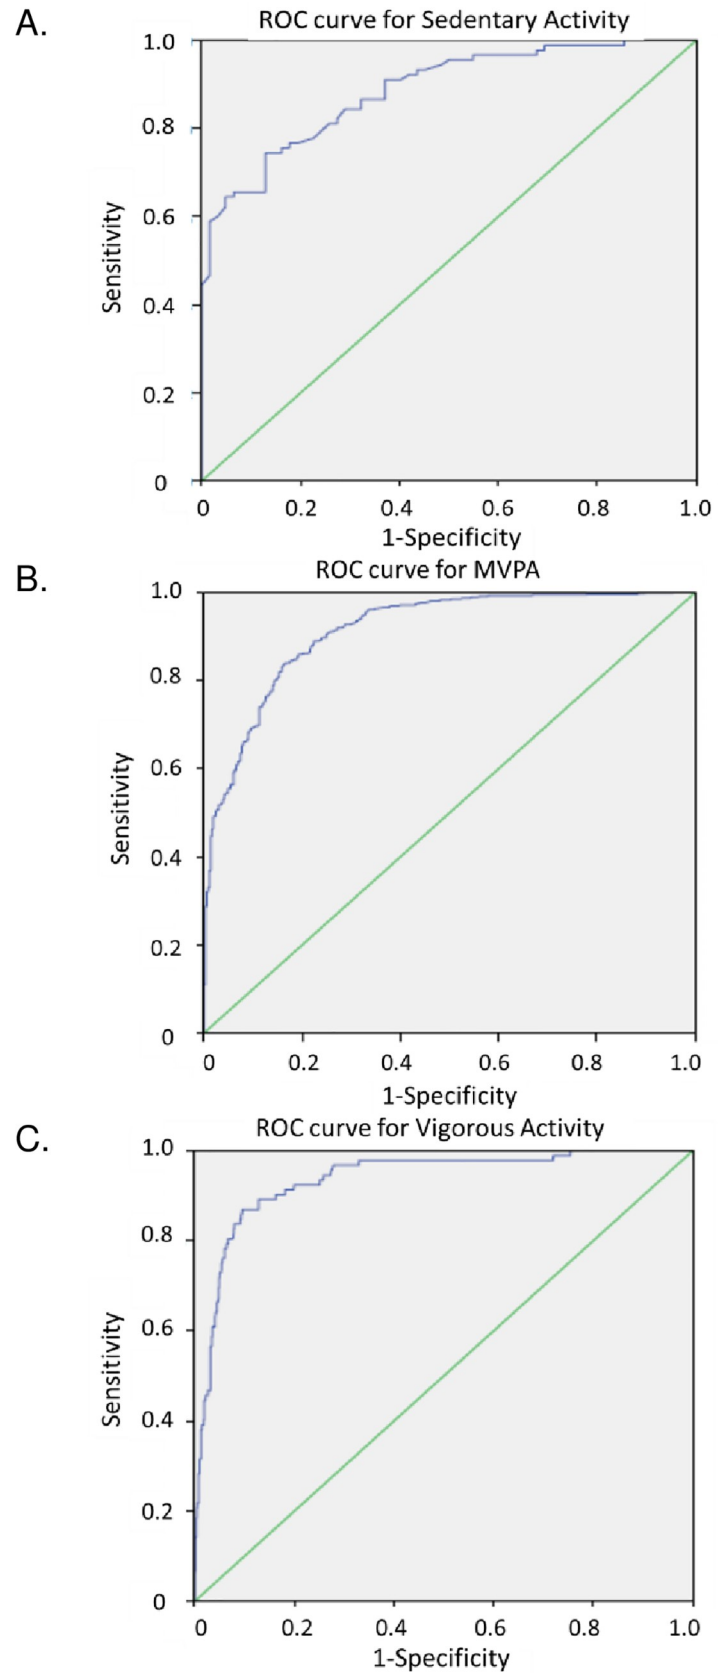 A.
ROC curve for Sedentary Activity
1.0
0.8
0.6
0.4
0.2
0
Sensitivity
0 0.2 0.4 0.6 0.8 1.0
1-Specificity
B.
ROC curve for MVPA
1.0
0.8
0.6
0.4
0.2
0
Sensitivity
0 0.2 0.4 0.6 0.8 1.0
1-Specificity
C.
ROC curve for Vigorous Activity
1.0
0.8
0.6
0.4
0.2
0
Sensitivity
0 0.2 0.4 0.6 0.8 1.0
1-Specificity